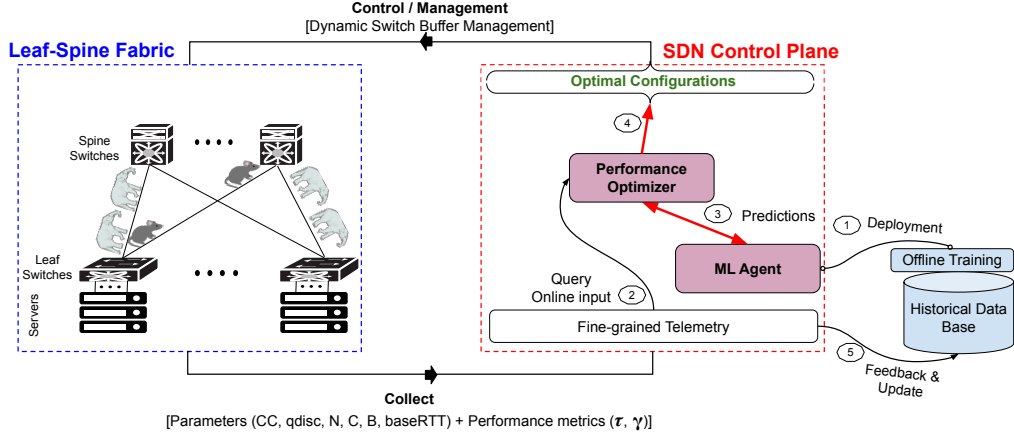 Control / Management
[Dynamic Switch Buffer Management]
Leaf-Spine Fabric
SDN Control Plane
Optimal Configurations
Spine
Switches
4
Performance
Optimizer
3
Predictions
1
Deployment
Leaf
Switches
ML Agent
Offline Training
Query
Online input
2
Servers
Historical Data
Base
Fine-grained Telemetry
5
Feedback &
Update
Collect
[Parameters (CC, qdisc, N, C, B, baseRTT) + Performance metrics (𝝉, 𝜸)]